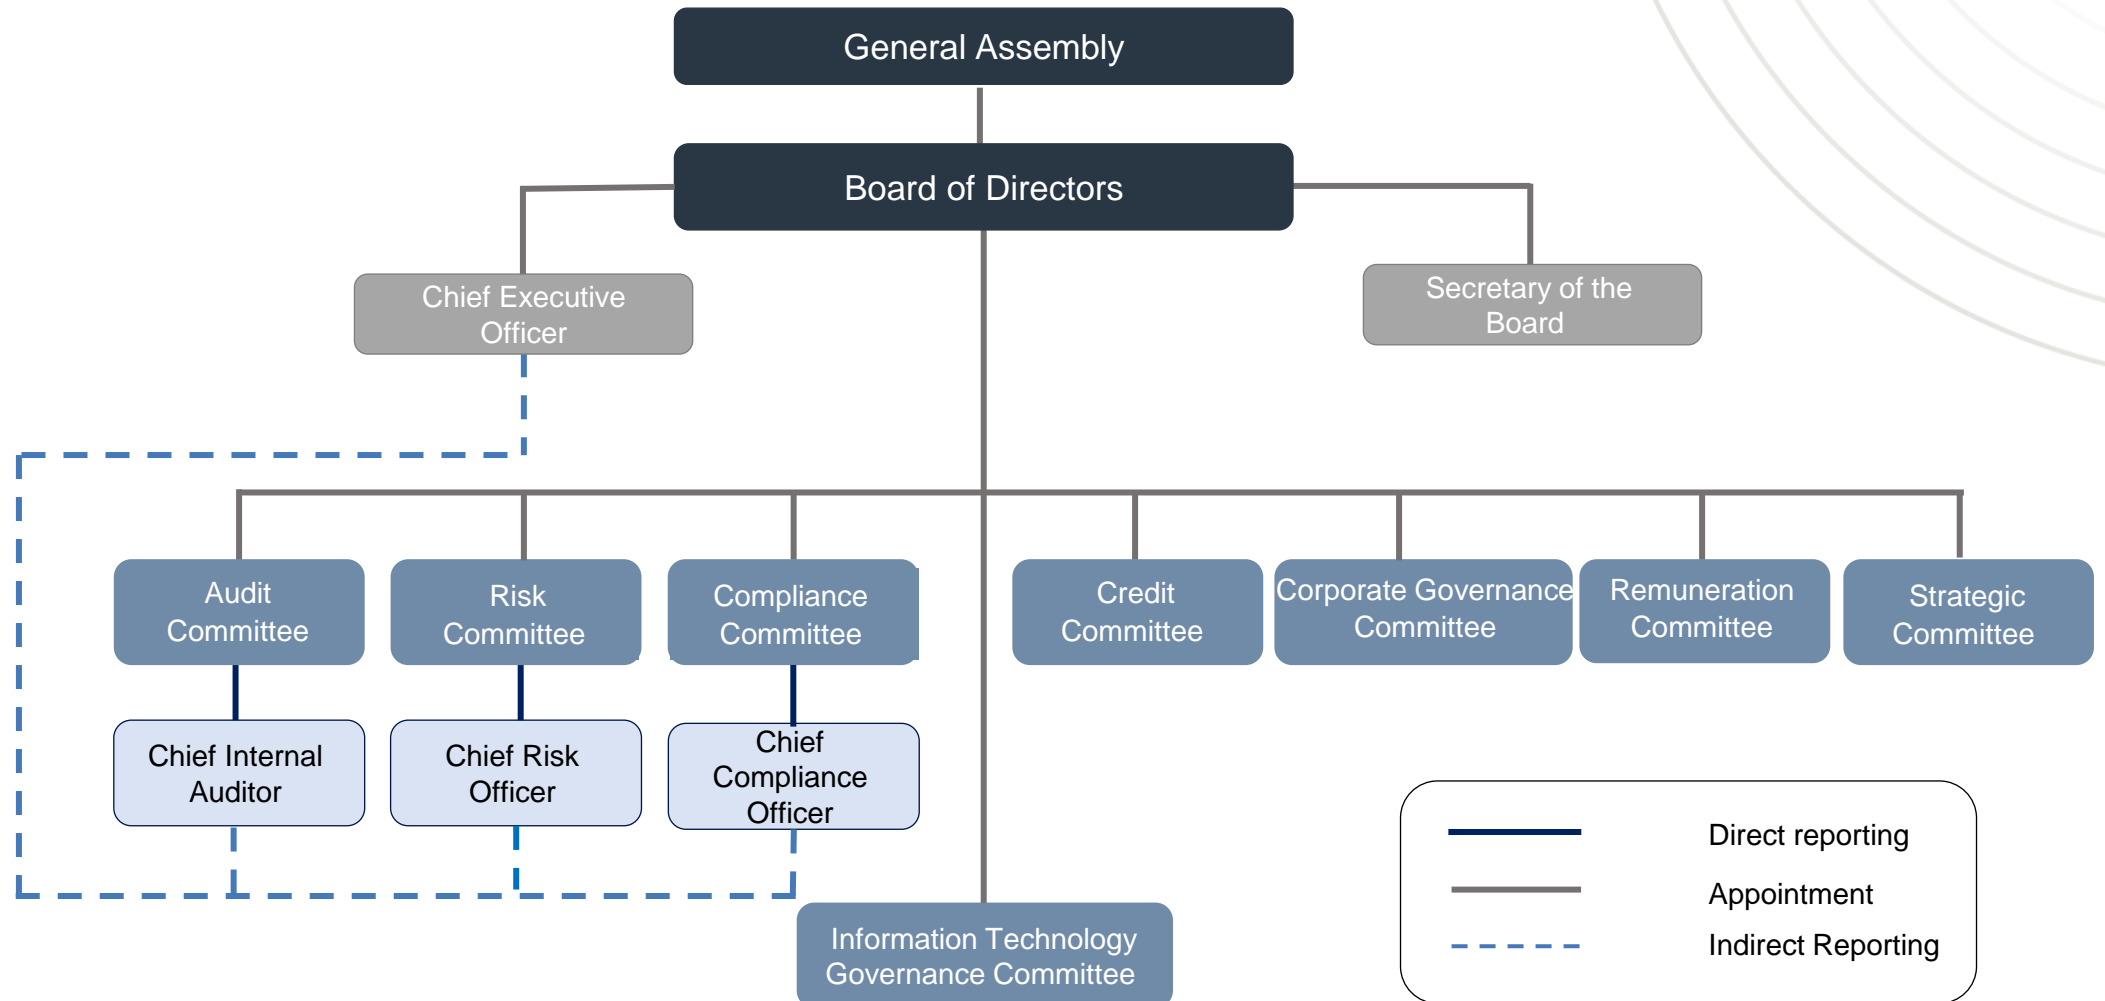 General Assembly
Board of Directors
Chief Executive
Officer
Secretary of the
Board
Audit
Committee
Risk
Committee
Compliance
Committee
Credit
Committee
Corporate Governance
Committee
Remuneration
Committee
Strategic
Committee
Chief Internal
Auditor
Chief Risk
Officer
Chief
Compliance
Officer
Information Technology
Governance Committee
Direct reporting
Appointment
Indirect Reporting